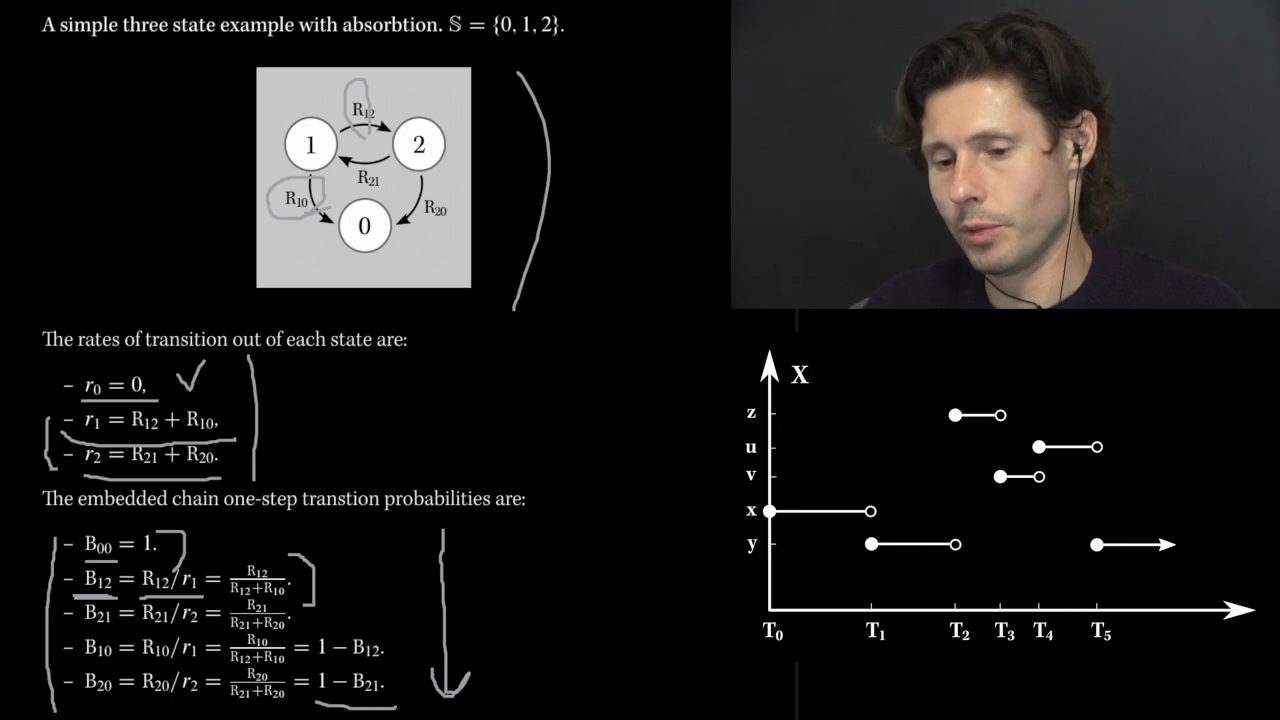 A simple three state example with absorbtion. 𝕊 = {0, 1, 2}.
R₁₂
1
2
R₂₁
R₁₀
R₂₀
0
The rates of transition out of each state are:
– r₀ = 0,
– r₁ = R₁₂ + R₁₀,
– r₂ = R₂₁ + R₂₀.
The embedded chain one-step transtion probabilities are:
– B₀₀ = 1.
– B₁₂ = R₁₂/r₁ = R₁₂/(R₁₂+R₁₀).
– B₂₁ = R₂₁/r₂ = R₂₁/(R₂₁+R₂₀).
– B₁₀ = R₁₀/r₁ = R₁₀/(R₁₂+R₁₀) = 1 − B₁₂.
– B₂₀ = R₂₀/r₂ = R₂₀/(R₂₁+R₂₀) = 1 − B₂₁.
X
z
u
v
x
y
T₀ T₁ T₂ T₃ T₄ T₅